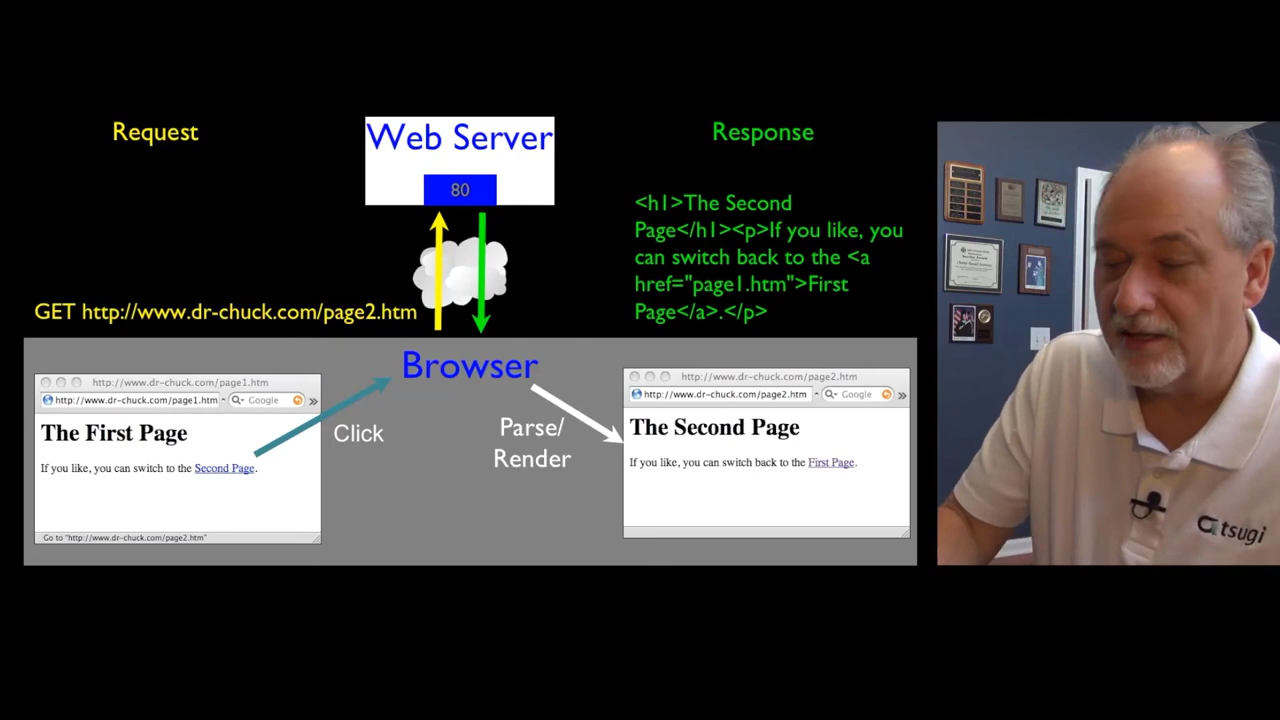 Request
Web Server
80
Response
<h1>The Second
Page</h1><p>If you like, you
can switch back to the <a
href="page1.htm">First
Page</a>.</p>
GET http://www.dr-chuck.com/page2.htm
Browser
http://www.dr-chuck.com/page1.htm
http://www.dr-chuck.com/page1.htm
Google
The First Page
If you like, you can switch to the Second Page.
Go to "http://www.dr-chuck.com/page2.htm"
Click
Parse/
Render
http://www.dr-chuck.com/page2.htm
http://www.dr-chuck.com/page2.htm
Google
The Second Page
If you like, you can switch back to the First Page.
tsugi